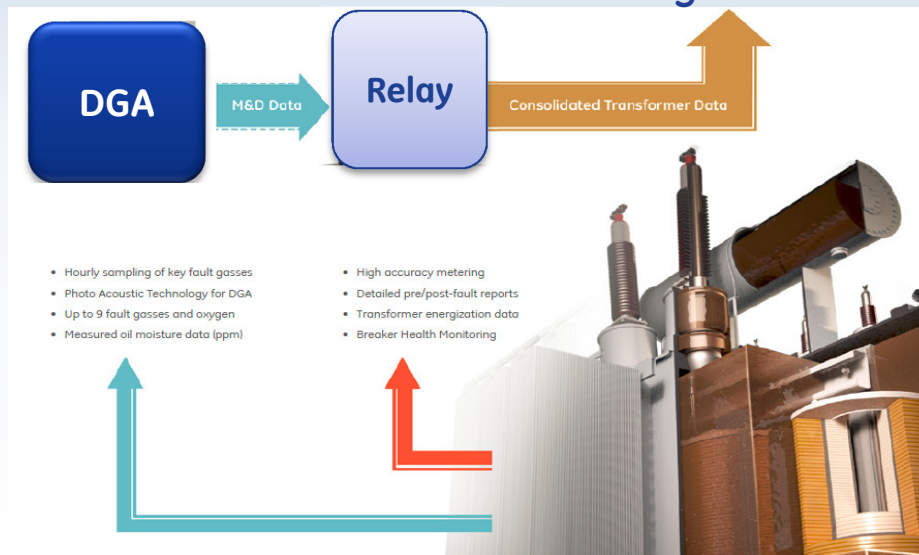 DGA
M&D Data
Relay
Consolidated Transformer Data
• Hourly sampling of key fault gasses
• Photo Acoustic Technology for DGA
• Up to 9 fault gasses and oxygen
• Measured oil moisture data (ppm)
• High accuracy metering
• Detailed pre/post-fault reports
• Transformer energization data
• Breaker Health Monitoring